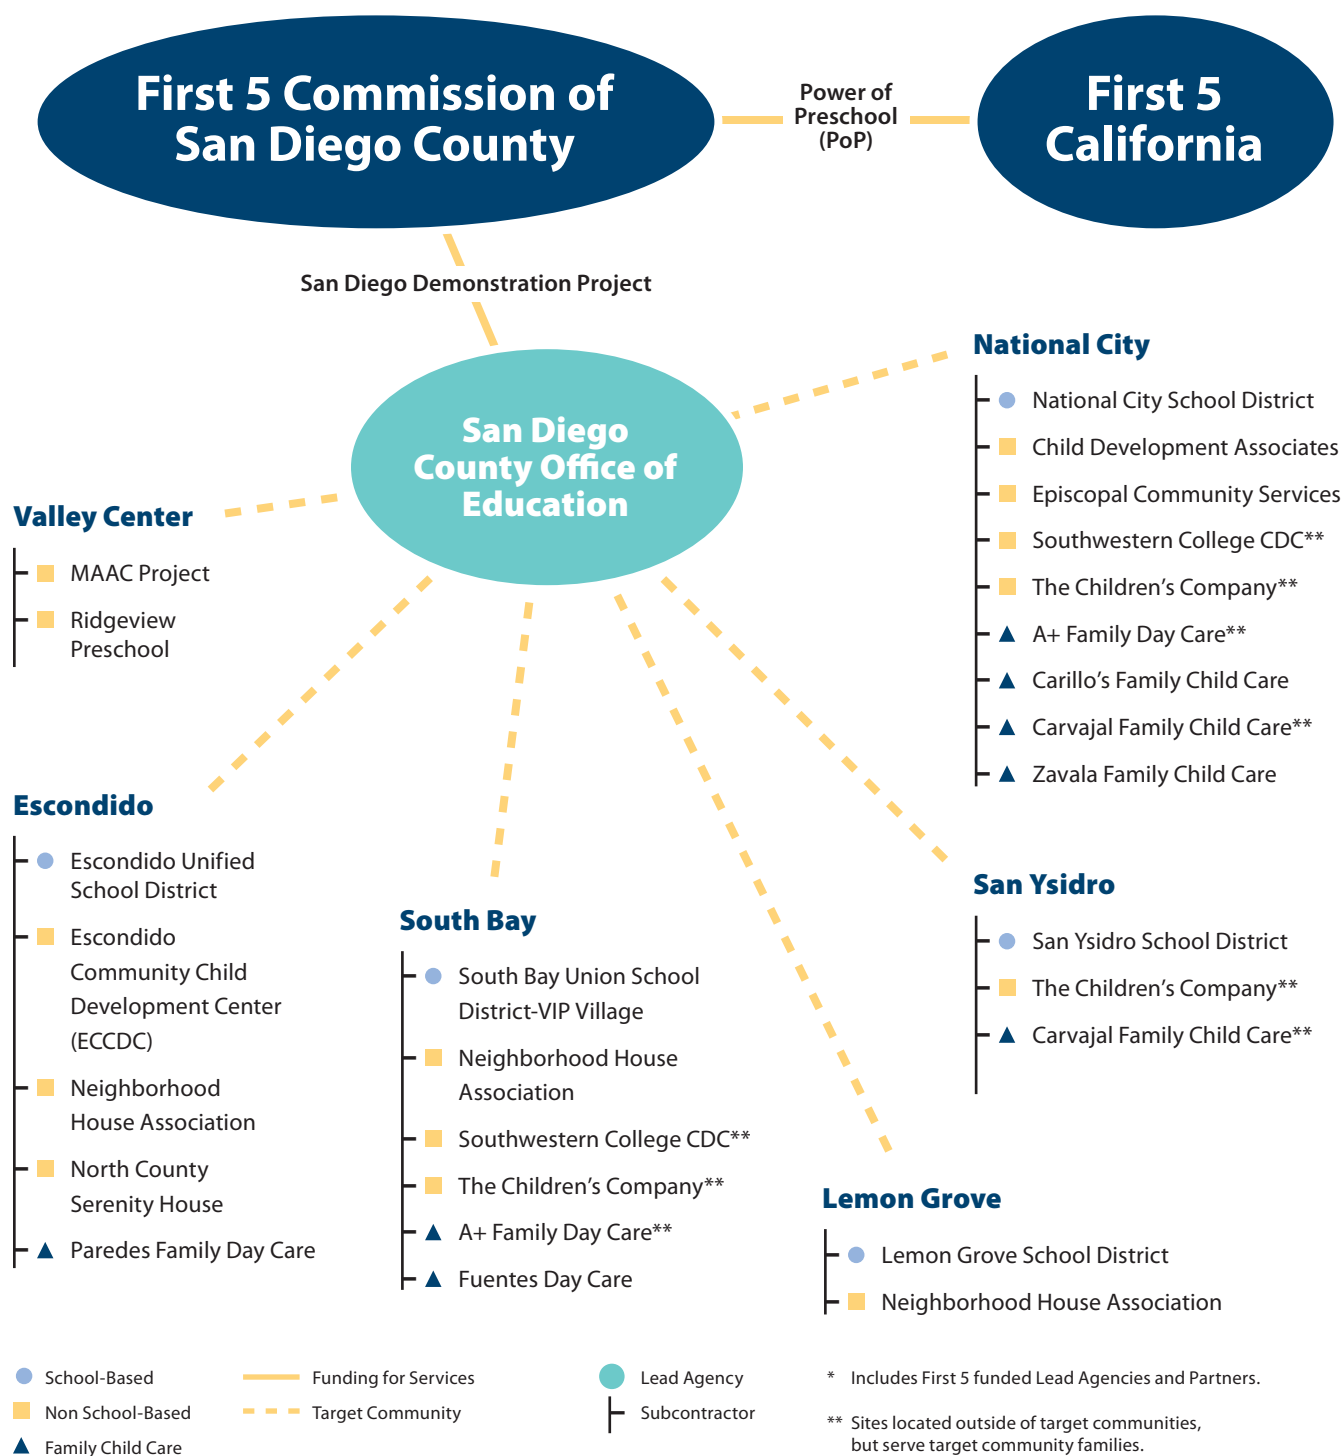 First 5 Commission of
San Diego County
Power of
Preschool
(PoP)
First 5
California
San Diego Demonstration Project
San Diego
County Office of
Education
National City
National City School District
Child Development Associates
Episcopal Community Services
Southwestern College CDC**
The Children's Company**
A+ Family Day Care**
Carillo's Family Child Care
Carvajal Family Child Care**
Zavala Family Child Care
Valley Center
MAAC Project
Ridgeview
Preschool
Escondido
Escondido Unified
School District
Escondido
Community Child
Development Center
(ECCDC)
Neighborhood
House Association
North County
Serenity House
Paredes Family Day Care
South Bay
South Bay Union School
District-VIP Village
Neighborhood House
Association
Southwestern College CDC**
The Children's Company**
A+ Family Day Care**
Fuentes Day Care
San Ysidro
San Ysidro School District
The Children's Company**
Carvajal Family Child Care**
Lemon Grove
Lemon Grove School District
Neighborhood House Association
School-Based
Non School-Based
Family Child Care
Funding for Services
Target Community
Lead Agency
Subcontractor
* Includes First 5 funded Lead Agencies and Partners.
** Sites located outside of target communities,
but serve target community families.